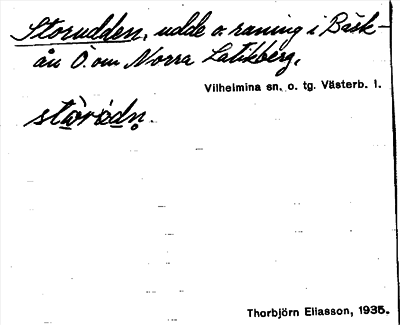 Storudden, udde o. raning i Bäsk-
ån Ö. om Norra Latikberg,
Vilhelmina sn. o. tg. Västerb. l.
Thorbjörn Eliasson, 1935.